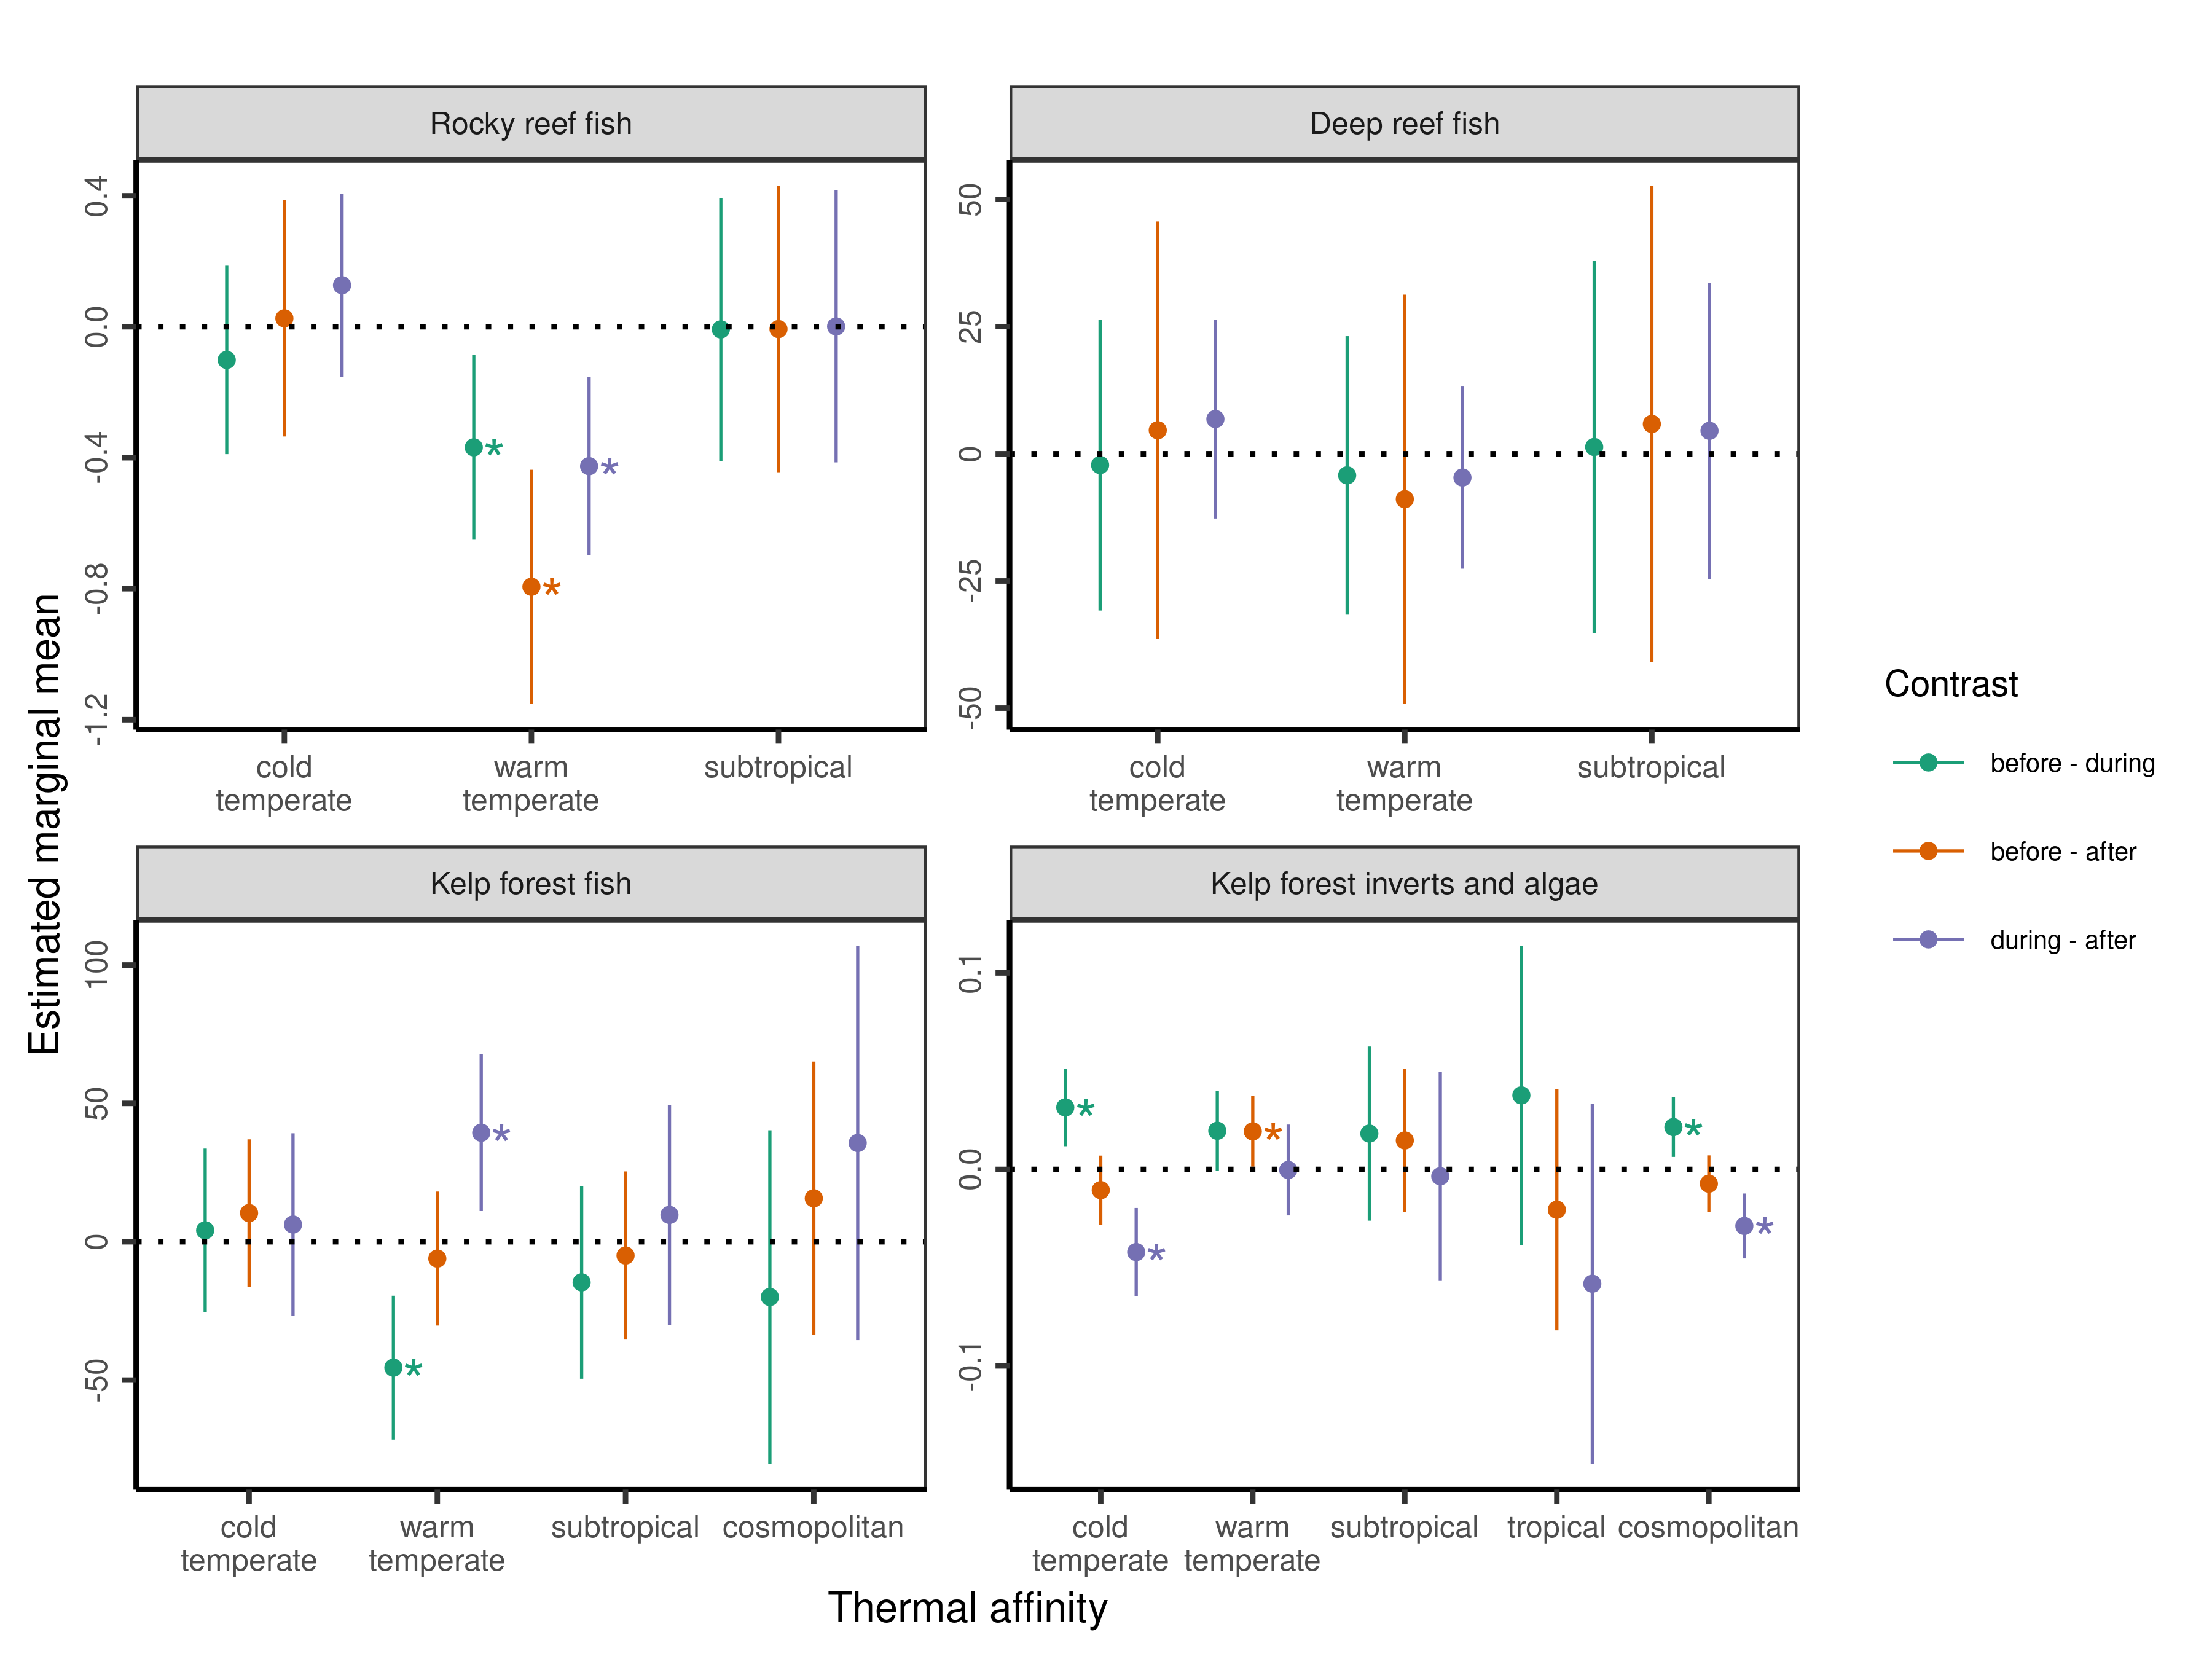 Rocky reef fish
Deep reef fish
0.4
0.0
-0.4
-0.8
-1.2
* * *
50
25
0
-25
-50
cold
temperate
warm
temperate
subtropical
cold
temperate
warm
temperate
subtropical
Estimated marginal mean
Kelp forest fish
Kelp forest inverts and algae
100
50
0
-50
* *
0.1
0.0
-0.1
* * * * *
cold
temperate
warm
temperate
subtropical
cosmopolitan
cold
temperate
warm
temperate
subtropical
tropical
cosmopolitan
Thermal affinity
Contrast
before - during
before - after
during - after